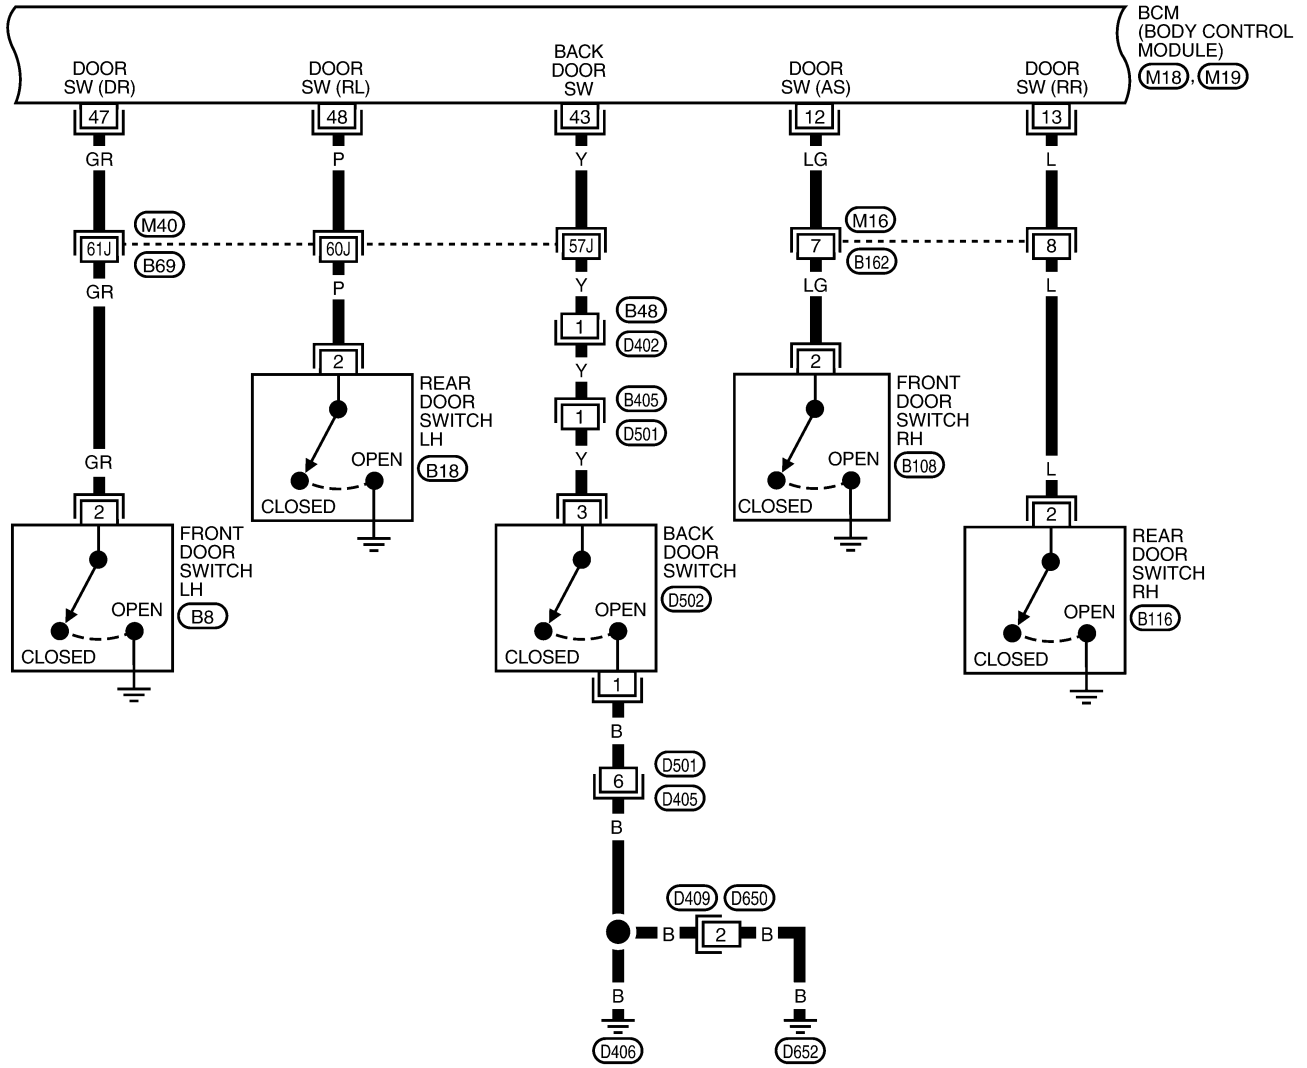 BCM
(BODY CONTROL
MODULE)
M18 , M19
DOOR
SW (DR)
DOOR
SW (RL)
BACK
DOOR
SW
DOOR
SW (AS)
DOOR
SW (RR)
47
48
43
12
13
GR
P
Y
LG
L
M40
M16
61J
60J
57J
7
8
B69
B162
GR
P
Y
LG
L
1
B48
D402
Y
1
B405
D501
Y
2
REAR
DOOR
SWITCH
LH
B18
OPEN
CLOSED
2
FRONT
DOOR
SWITCH
RH
B108
OPEN
CLOSED
GR
L
2
FRONT
DOOR
SWITCH
LH
B8
OPEN
CLOSED
3
BACK
DOOR
SWITCH
D502
OPEN
CLOSED
2
REAR
DOOR
SWITCH
RH
B116
OPEN
CLOSED
1
B
6
D501
D405
B
D409 D650
B 2 B
B
B
D406
D652